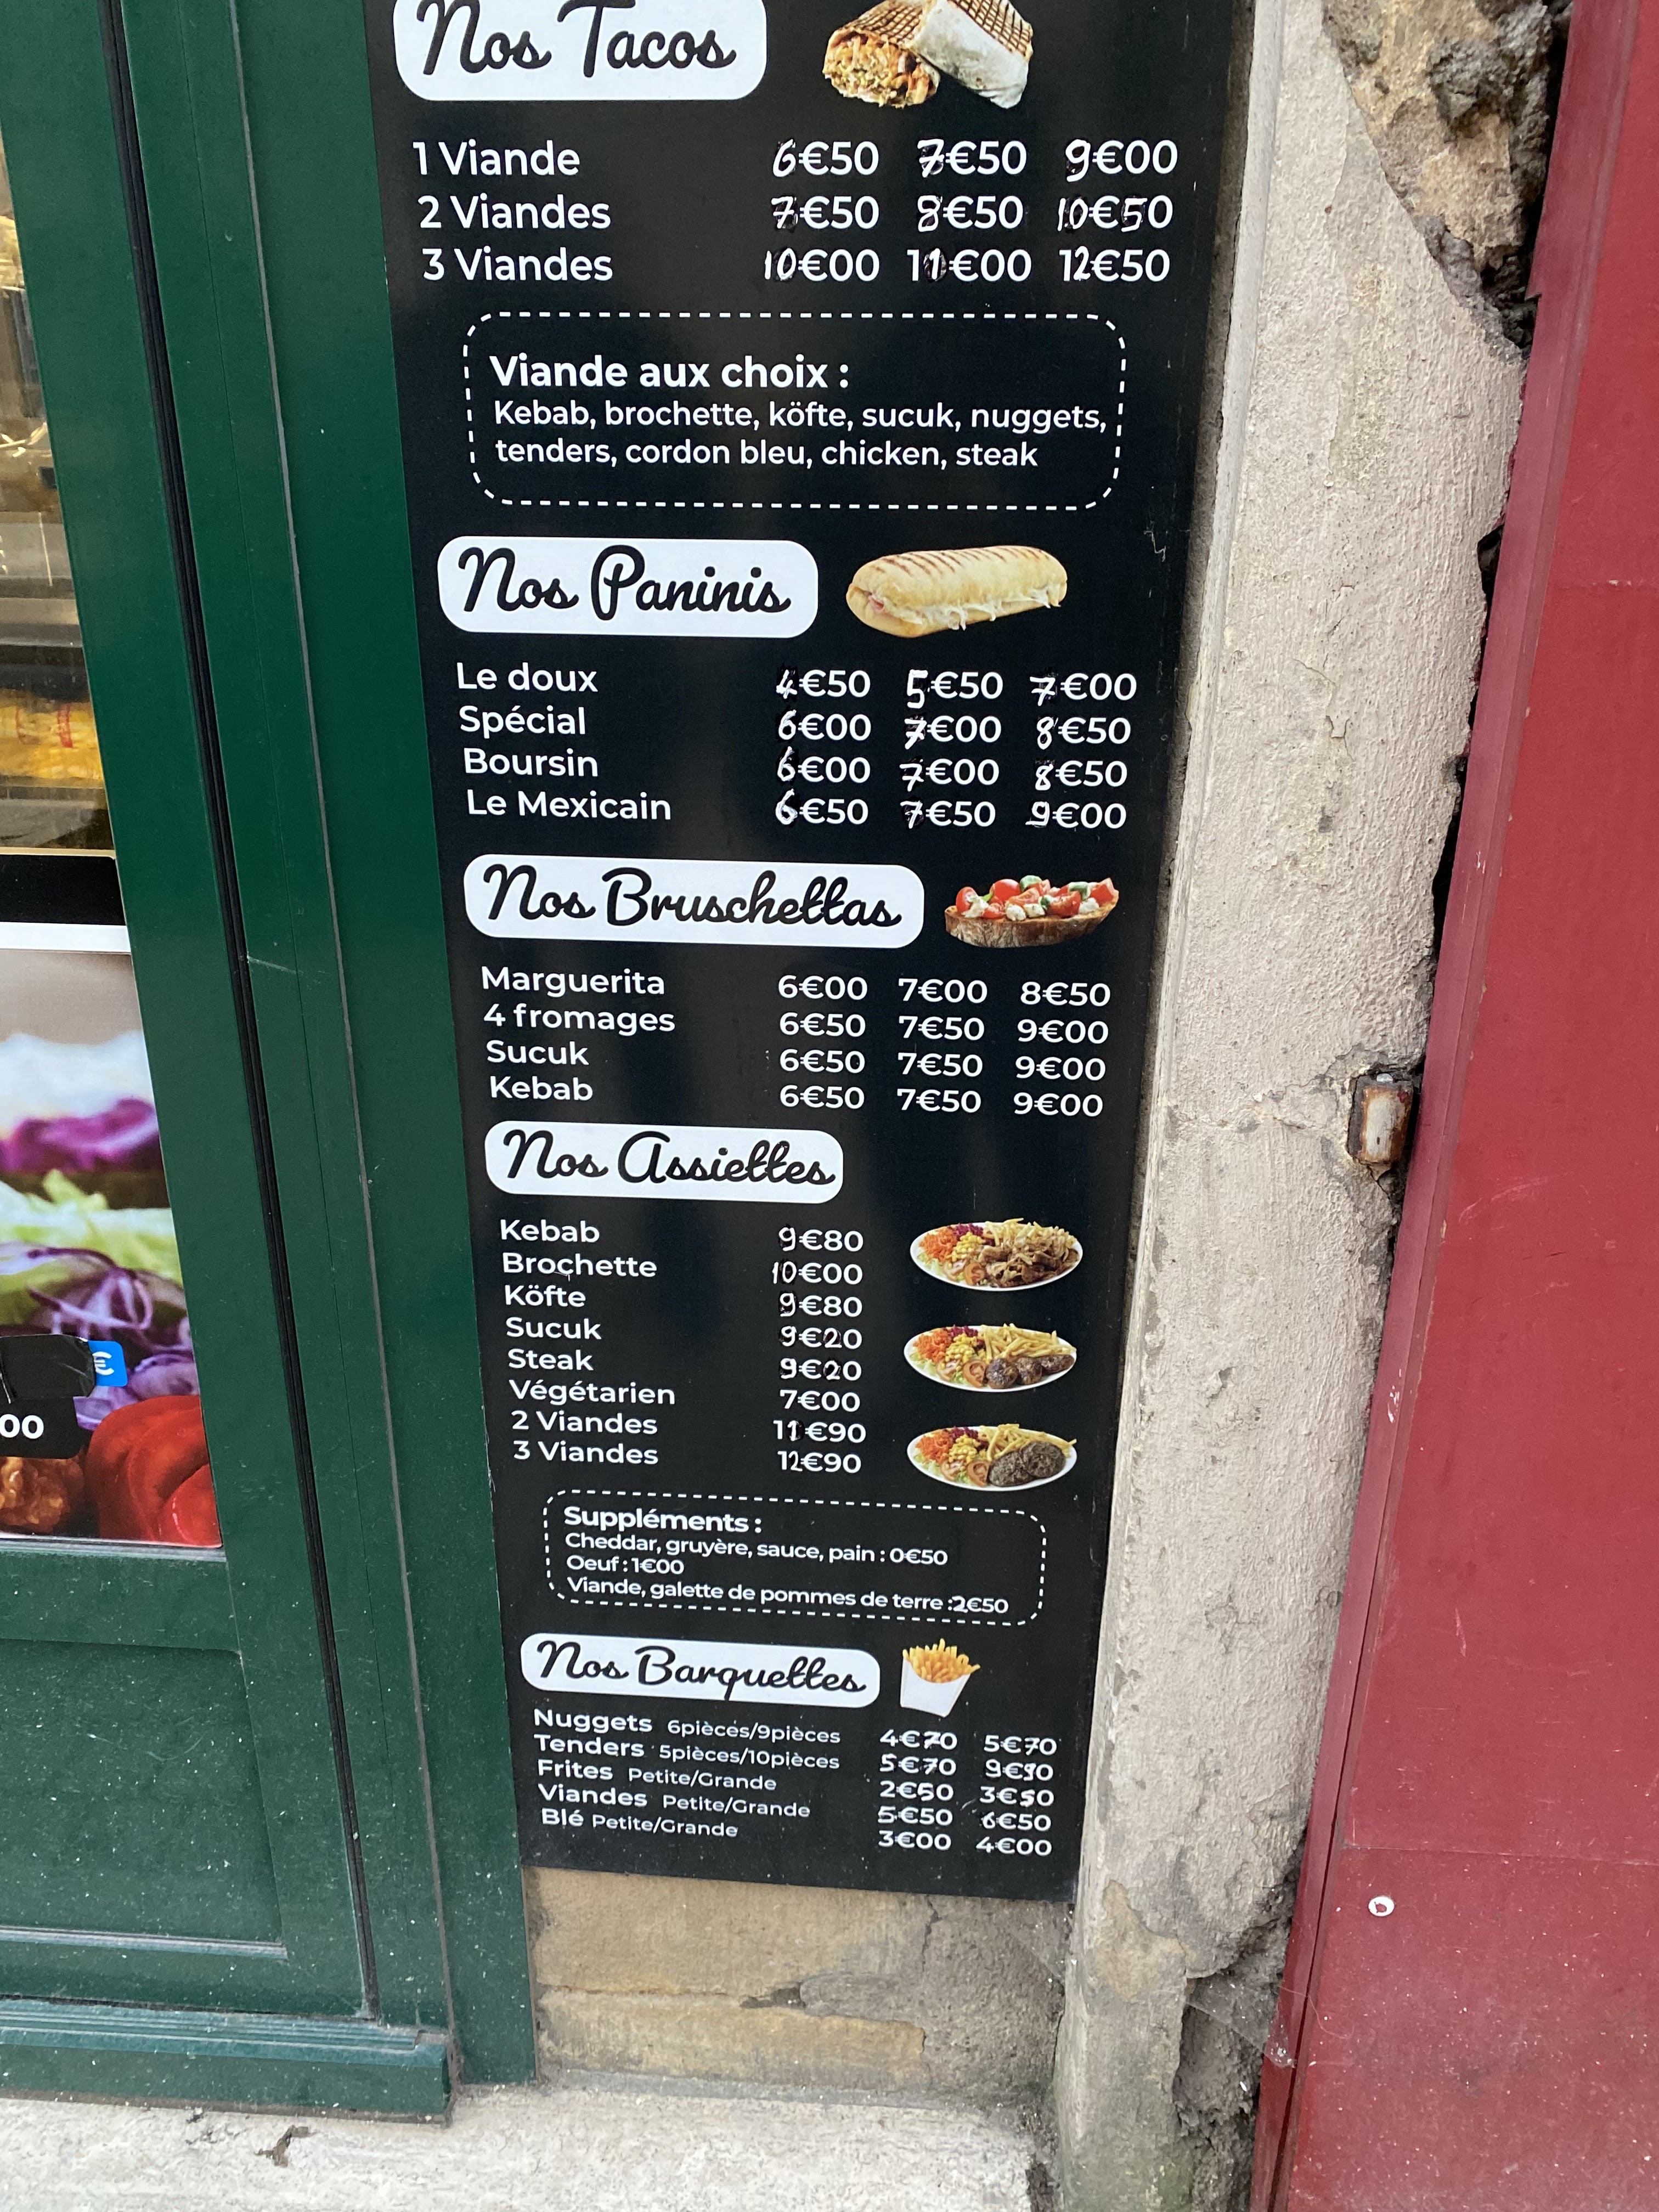 Nos Tacos
1 Viande 6€50 7€50 9€00
2 Viandes 7€50 8€50 10€50
3 Viandes 10€00 11€00 12€50
Viande aux choix :
Kebab, brochette, köfte, sucuk, nuggets,
tenders, cordon bleu, chicken, steak
Nos Paninis
Le doux 4€50 5€50 7€00
Spécial 6€00 7€00 8€50
Boursin 6€00 7€00 8€50
Le Mexicain 6€50 7€50 9€00
Nos Bruschettas
Marguerita 6€00 7€00 8€50
4 fromages 6€50 7€50 9€00
Sucuk 6€50 7€50 9€00
Kebab 6€50 7€50 9€00
Nos Assiettes
Kebab 9€80
Brochette 10€00
Köfte 9€80
Sucuk 9€20
Steak 9€20
Végétarien 7€00
2 Viandes 11€90
3 Viandes 12€90
Suppléments :
Cheddar, gruyère, sauce, pain : 0€50
Oeuf : 1€00
Viande, galette de pommes de terre :2€50
Nos Barquettes
Nuggets 6pièces/9pièces 4€70 5€70
Tenders 5pièces/10pièces 5€70
Frites Petite/Grande 2€50 3€50
Viandes Petite/Grande 5€50 6€50
Blé Petite/Grande 3€00 4€00
€
00